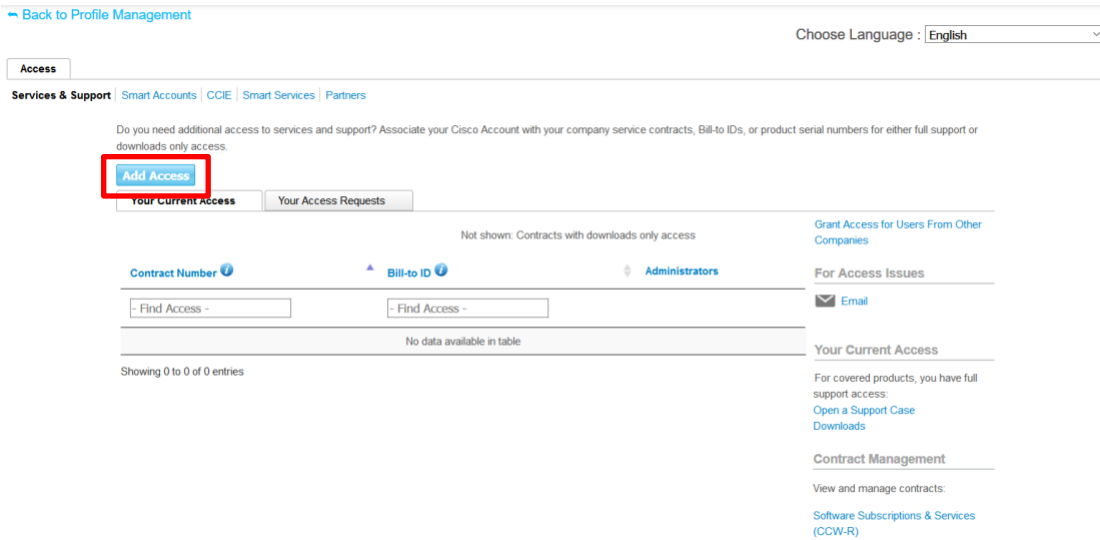 Back to Profile Management
Choose Language : English
Access
Services & Support Smart Accounts CCIE Smart Services Partners
Do you need additional access to services and support? Associate your Cisco Account with your company service contracts, Bill-to IDs, or product serial numbers for either full support or
downloads only access.
Add Access
Your Current Access Your Access Requests
Not shown: Contracts with downloads only access
Contract Number Bill-to ID Administrators
- Find Access - - Find Access -
No data available in table
Showing 0 to 0 of 0 entries
Grant Access for Users From Other
Companies
For Access Issues
Email
Your Current Access
For covered products, you have full
support access:
Open a Support Case
Downloads
Contract Management
View and manage contracts:
Software Subscriptions & Services
(CCW-R)